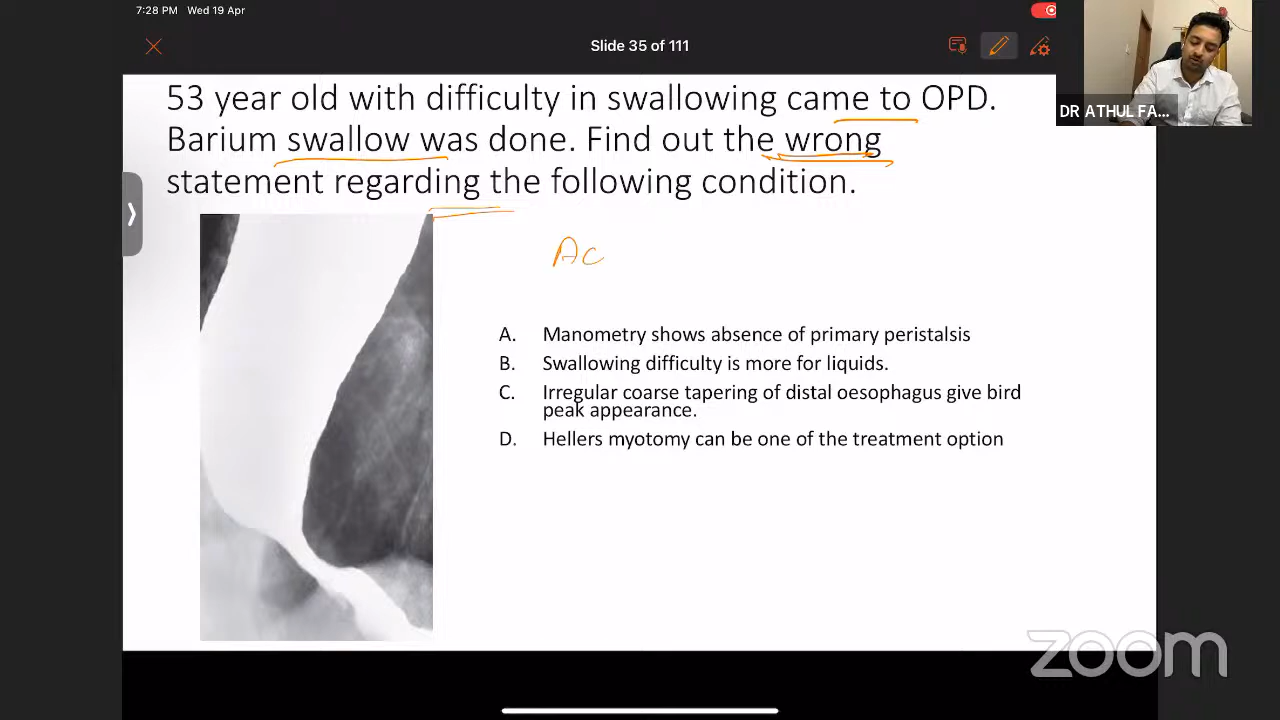 7:28 PM Wed 19 Apr
Slide 35 of 111
DR ATHUL FA...
53 year old with difficulty in swallowing came to OPD.
Barium swallow was done. Find out the wrong
statement regarding the following condition.
AC
A. Manometry shows absence of primary peristalsis
B. Swallowing difficulty is more for liquids.
C. Irregular coarse tapering of distal oesophagus give bird
peak appearance.
D. Hellers myotomy can be one of the treatment option
zoom